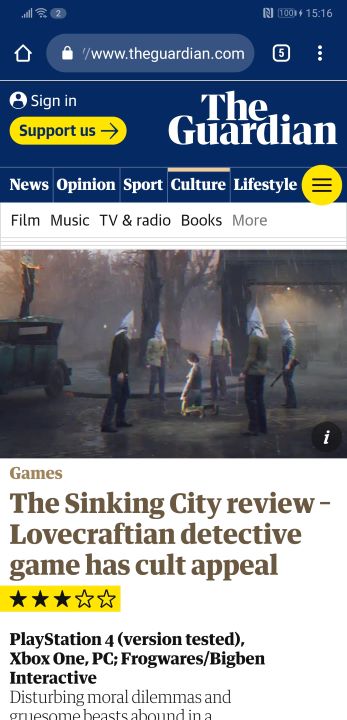 2
100
15:16
//www.theguardian.com
5
Sign in
The
Guardian
Support us
News
Opinion
Sport
Culture
Lifestyle
Film
Music
TV & radio
Books
More
i
Games
The Sinking City review –
Lovecraftian detective
game has cult appeal
PlayStation 4 (version tested),
Xbox One, PC; Frogwares/Bigben
Interactive
Disturbing moral dilemmas and
gruesome beasts abound in a